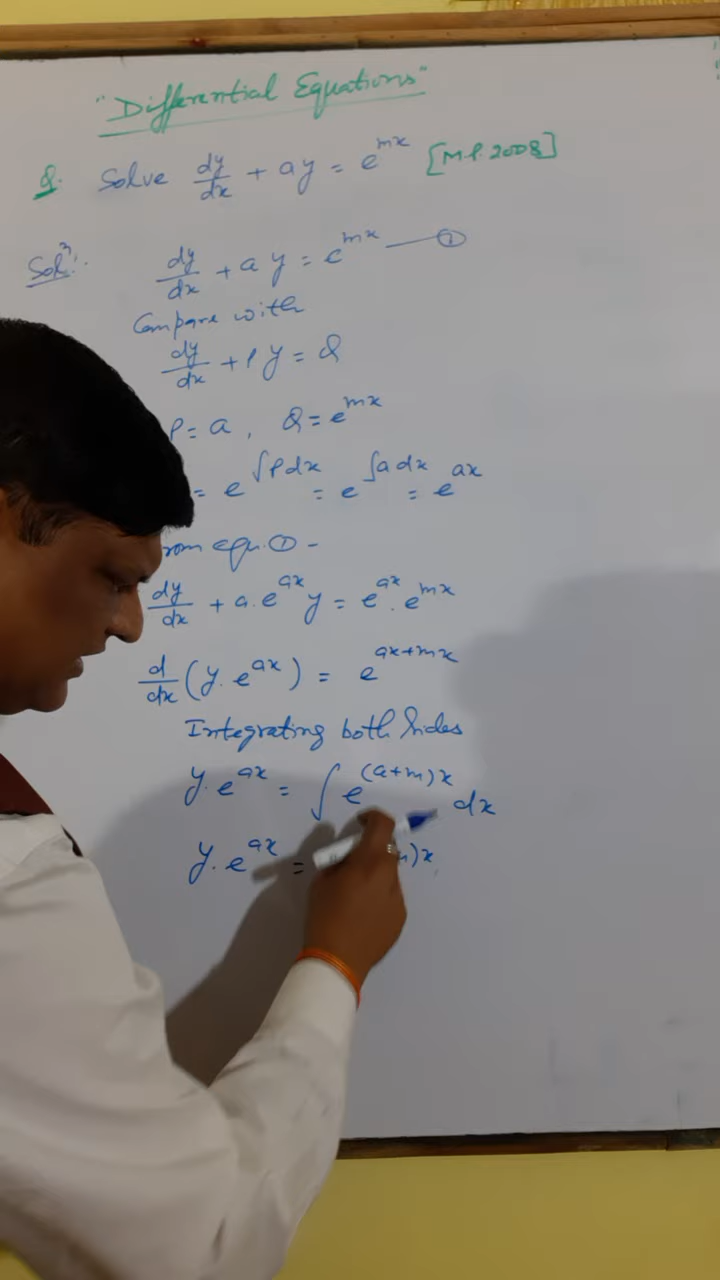 "Differential Equations"
Q. Solve dy/dx + ay = e^mx [M.P. 2008]
Solⁿ:- dy/dx + a y = e^mx —— ①
Compare with
dy/dx + P y = Q
P = a , Q = e^mx
= e^∫Pdx = e^∫a dx = e^ax
rom equ. ① -
dy/dx + a.e^ax y = e^ax . e^mx
d/dx (y.e^ax) = e^ax+mx
Integrating both Sides
y.e^ax = ∫ e^(a+m)x dx
y.e^ax = )x